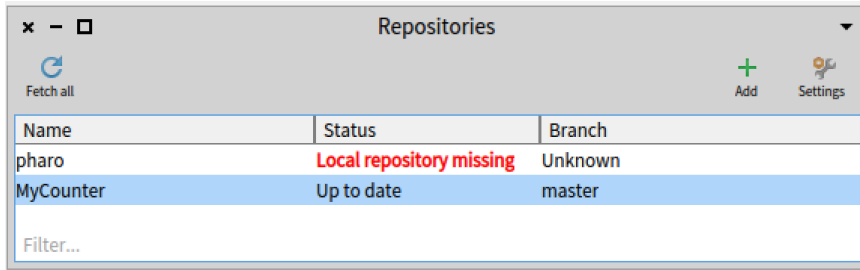 Repositories
Fetch all
Add
Settings
Name Status Branch
pharo Local repository missing Unknown
MyCounter Up to date master
Filter...